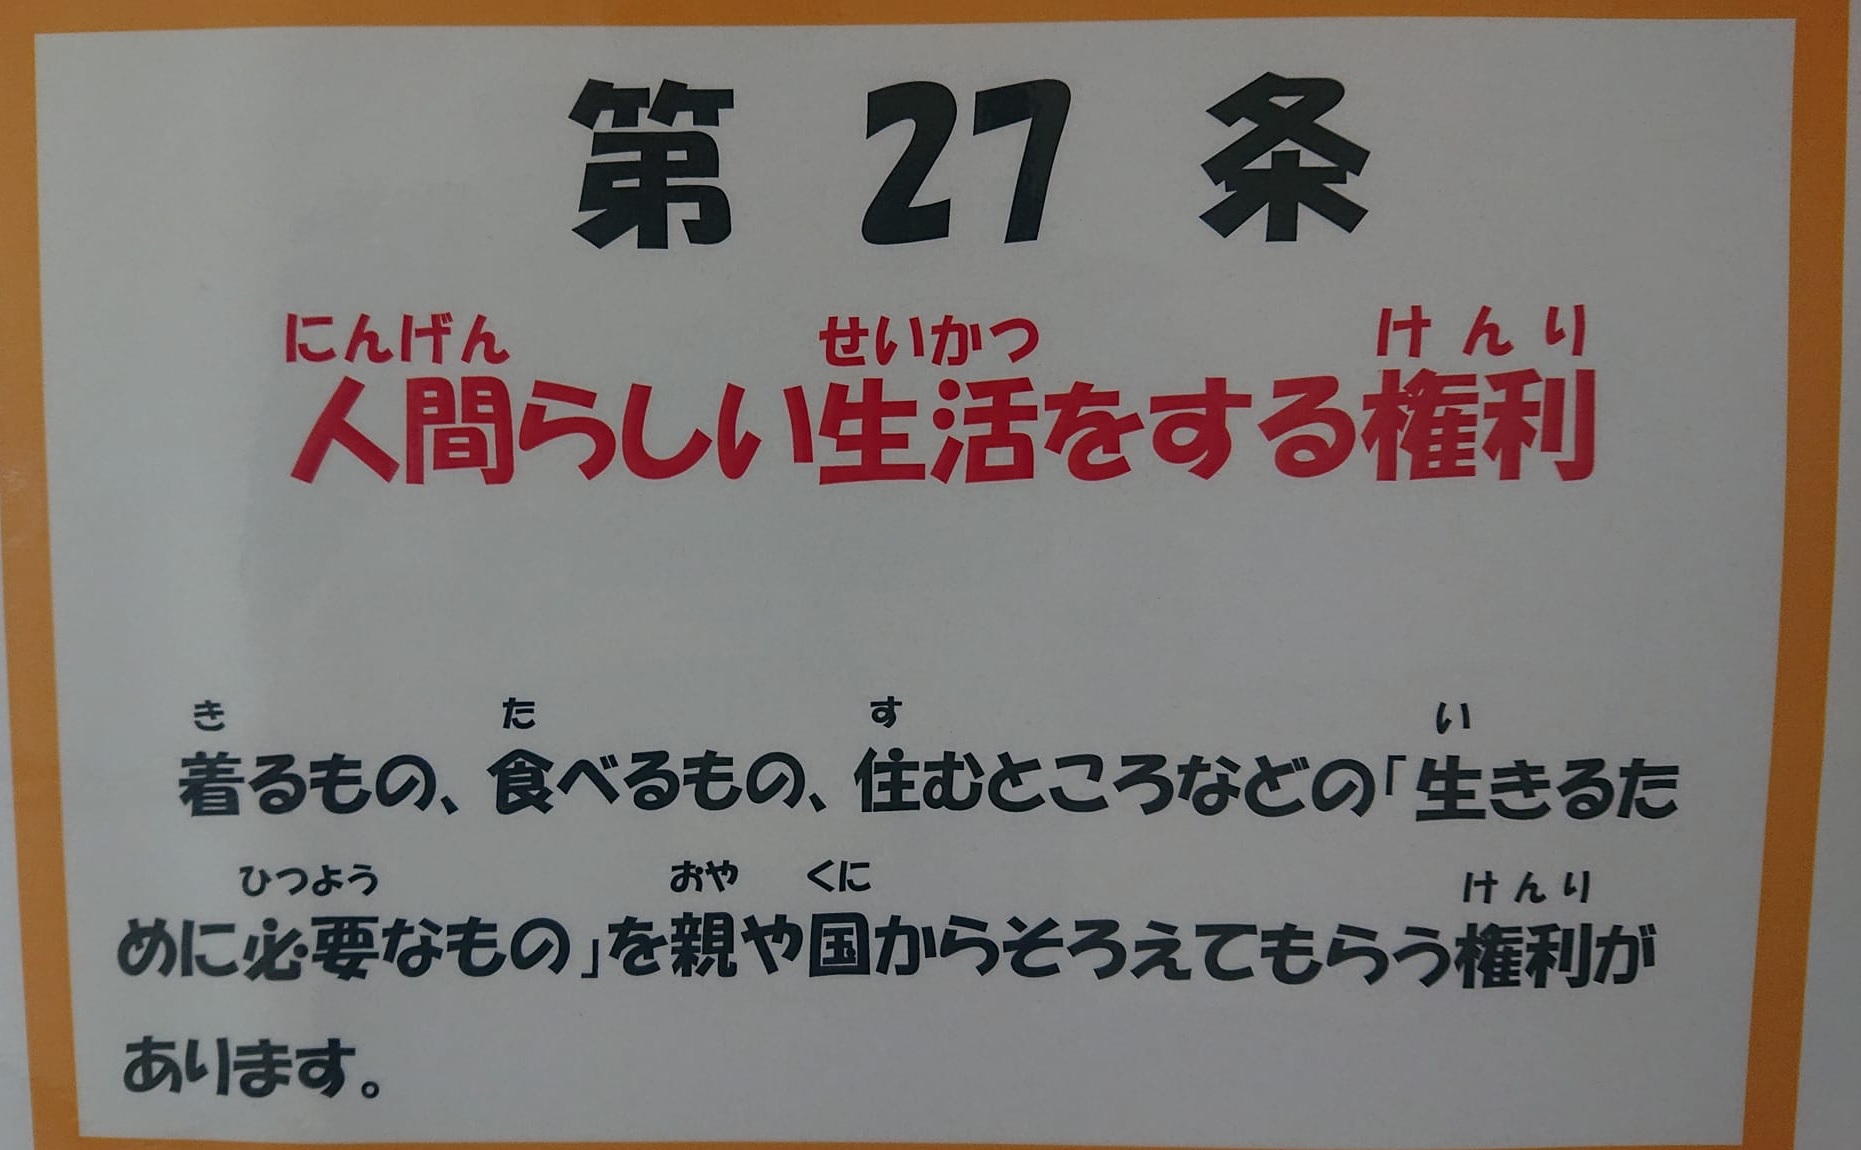 第 27 条
にんげん せいかつ けんり
人間らしい生活をする権利
き た す い
着るもの、食べるもの、住むところなどの「生きるた
ひつよう おや くに けんり
めに必要なもの」を親や国からそろえてもらう権利が
あります。